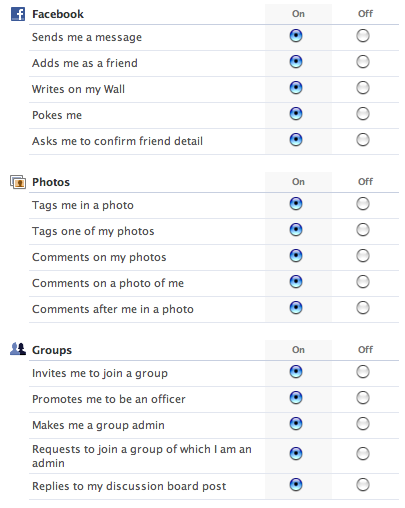 Facebook On Off
Sends me a message
Adds me as a friend
Writes on my Wall
Pokes me
Asks me to confirm friend detail
Photos On Off
Tags me in a photo
Tags one of my photos
Comments on my photos
Comments on a photo of me
Comments after me in a photo
Groups On Off
Invites me to join a group
Promotes me to be an officer
Makes me a group admin
Requests to join a group of which I am an
admin
Replies to my discussion board post